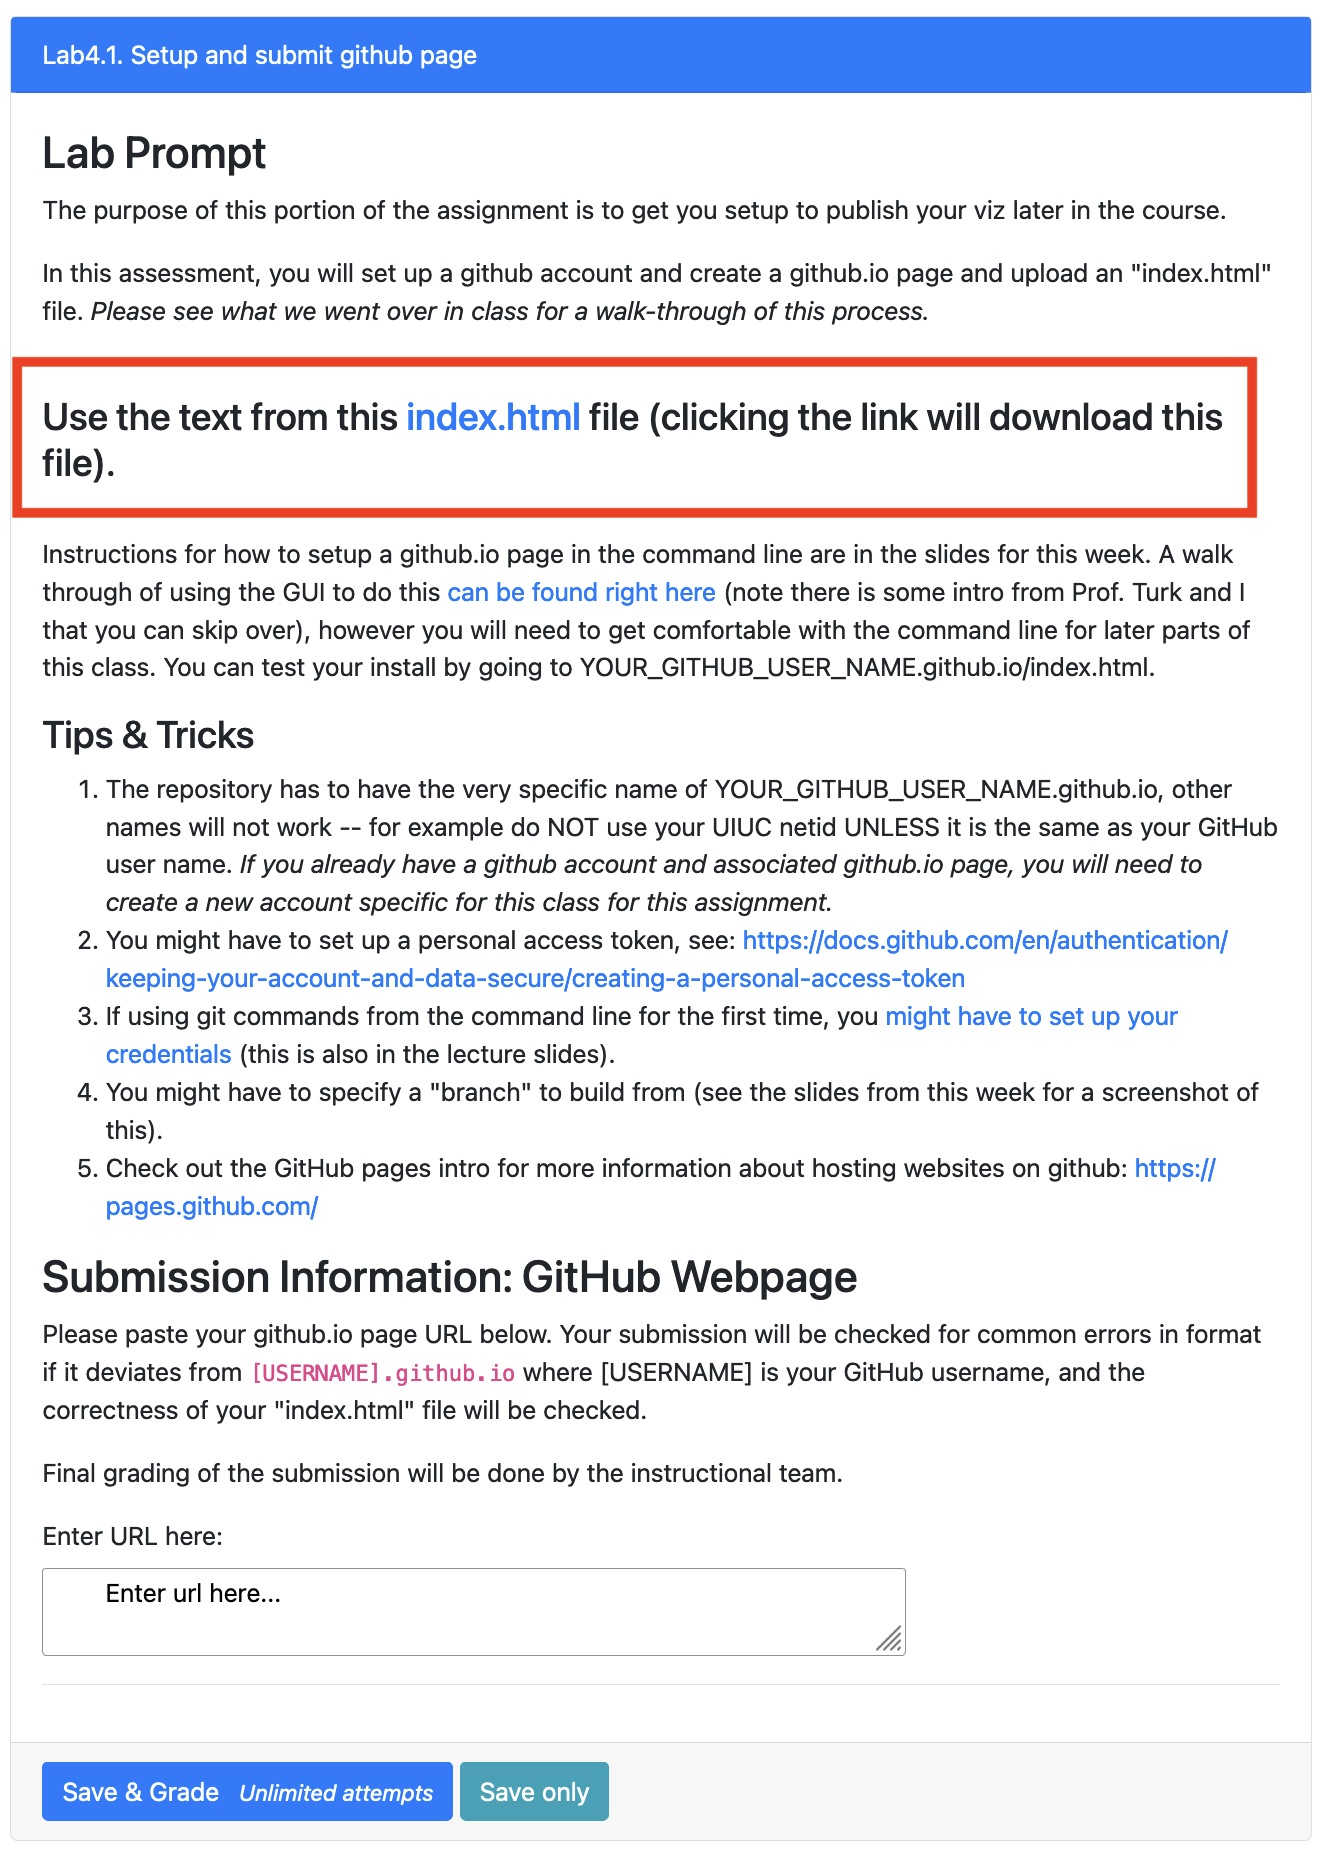 Lab4.1. Setup and submit github page
Lab Prompt
The purpose of this portion of the assignment is to get you setup to publish your viz later in the course.
In this assessment, you will set up a github account and create a github.io page and upload an "index.html"
file. Please see what we went over in class for a walk-through of this process.
Use the text from this index.html file (clicking the link will download this
file).
Instructions for how to setup a github.io page in the command line are in the slides for this week. A walk
through of using the GUI to do this can be found right here (note there is some intro from Prof. Turk and I
that you can skip over), however you will need to get comfortable with the command line for later parts of
this class. You can test your install by going to YOUR_GITHUB_USER_NAME.github.io/index.html.
Tips & Tricks
1. The repository has to have the very specific name of YOUR_GITHUB_USER_NAME.github.io, other
names will not work -- for example do NOT use your UIUC netid UNLESS it is the same as your GitHub
user name. If you already have a github account and associated github.io page, you will need to
create a new account specific for this class for this assignment.
2. You might have to set up a personal access token, see: https://docs.github.com/en/authentication/
keeping-your-account-and-data-secure/creating-a-personal-access-token
3. If using git commands from the command line for the first time, you might have to set up your
credentials (this is also in the lecture slides).
4. You might have to specify a "branch" to build from (see the slides from this week for a screenshot of
this).
5. Check out the GitHub pages intro for more information about hosting websites on github: https://
pages.github.com/
Submission Information: GitHub Webpage
Please paste your github.io page URL below. Your submission will be checked for common errors in format
if it deviates from [USERNAME].github.io where [USERNAME] is your GitHub username, and the
correctness of your "index.html" file will be checked.
Final grading of the submission will be done by the instructional team.
Enter URL here:
Enter url here...
Save & Grade Unlimited attempts Save only